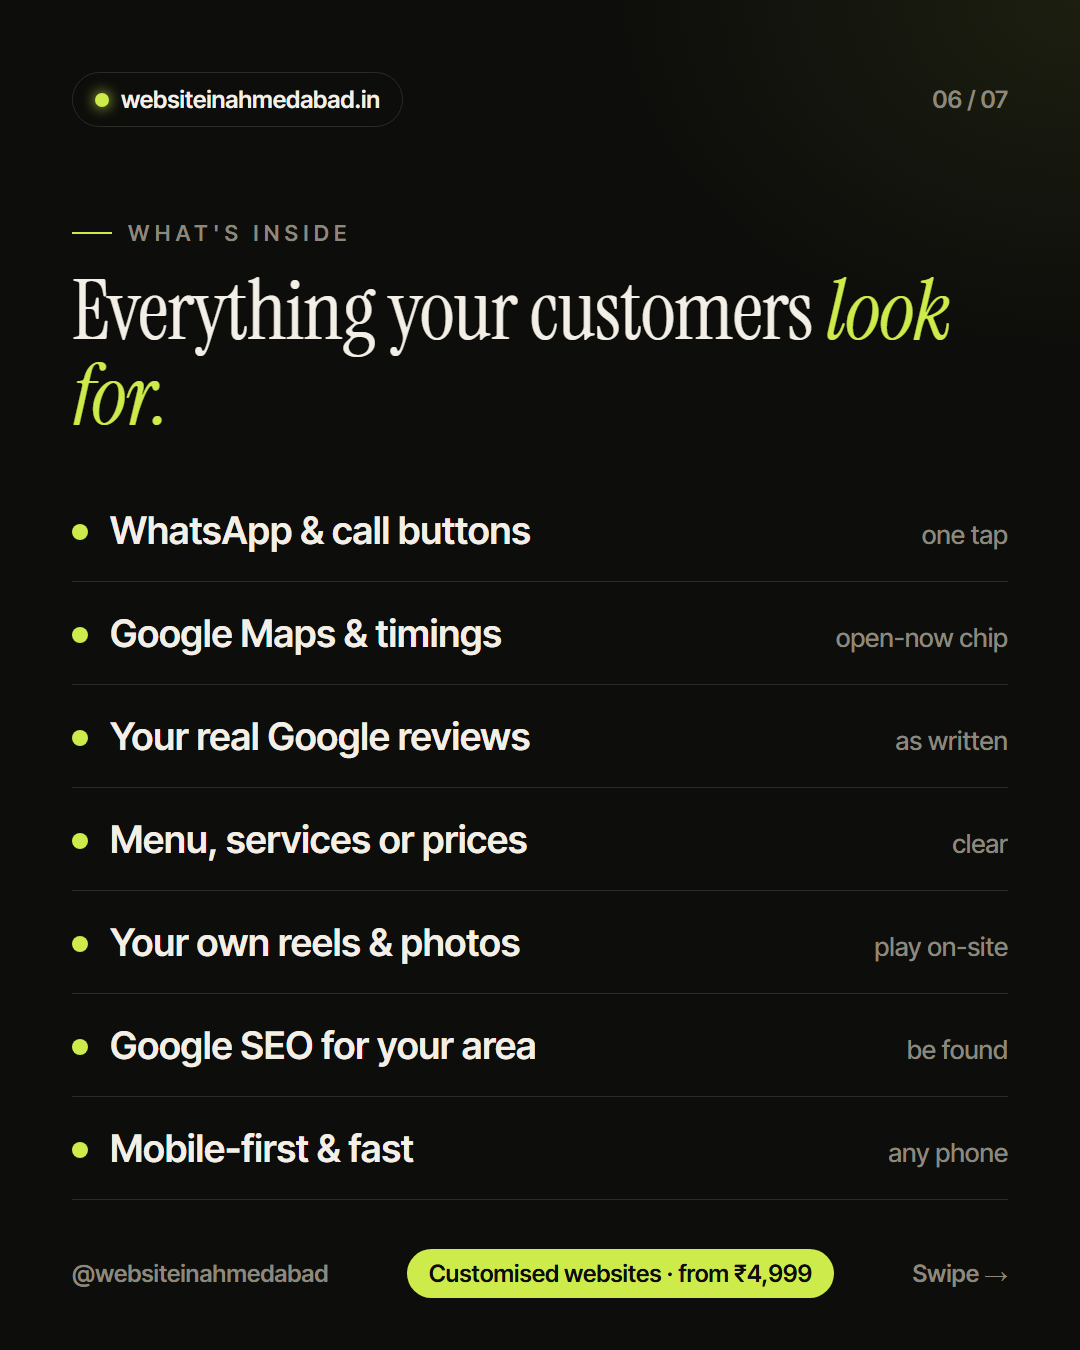 websiteinahmedabad.in
06 / 07
WHAT'S INSIDE
Everything your customers look
for.
WhatsApp & call buttons one tap
Google Maps & timings open-now chip
Your real Google reviews as written
Menu, services or prices clear
Your own reels & photos play on-site
Google SEO for your area be found
Mobile-first & fast any phone
@websiteinahmedabad Customised websites · from ₹4,999 Swipe →